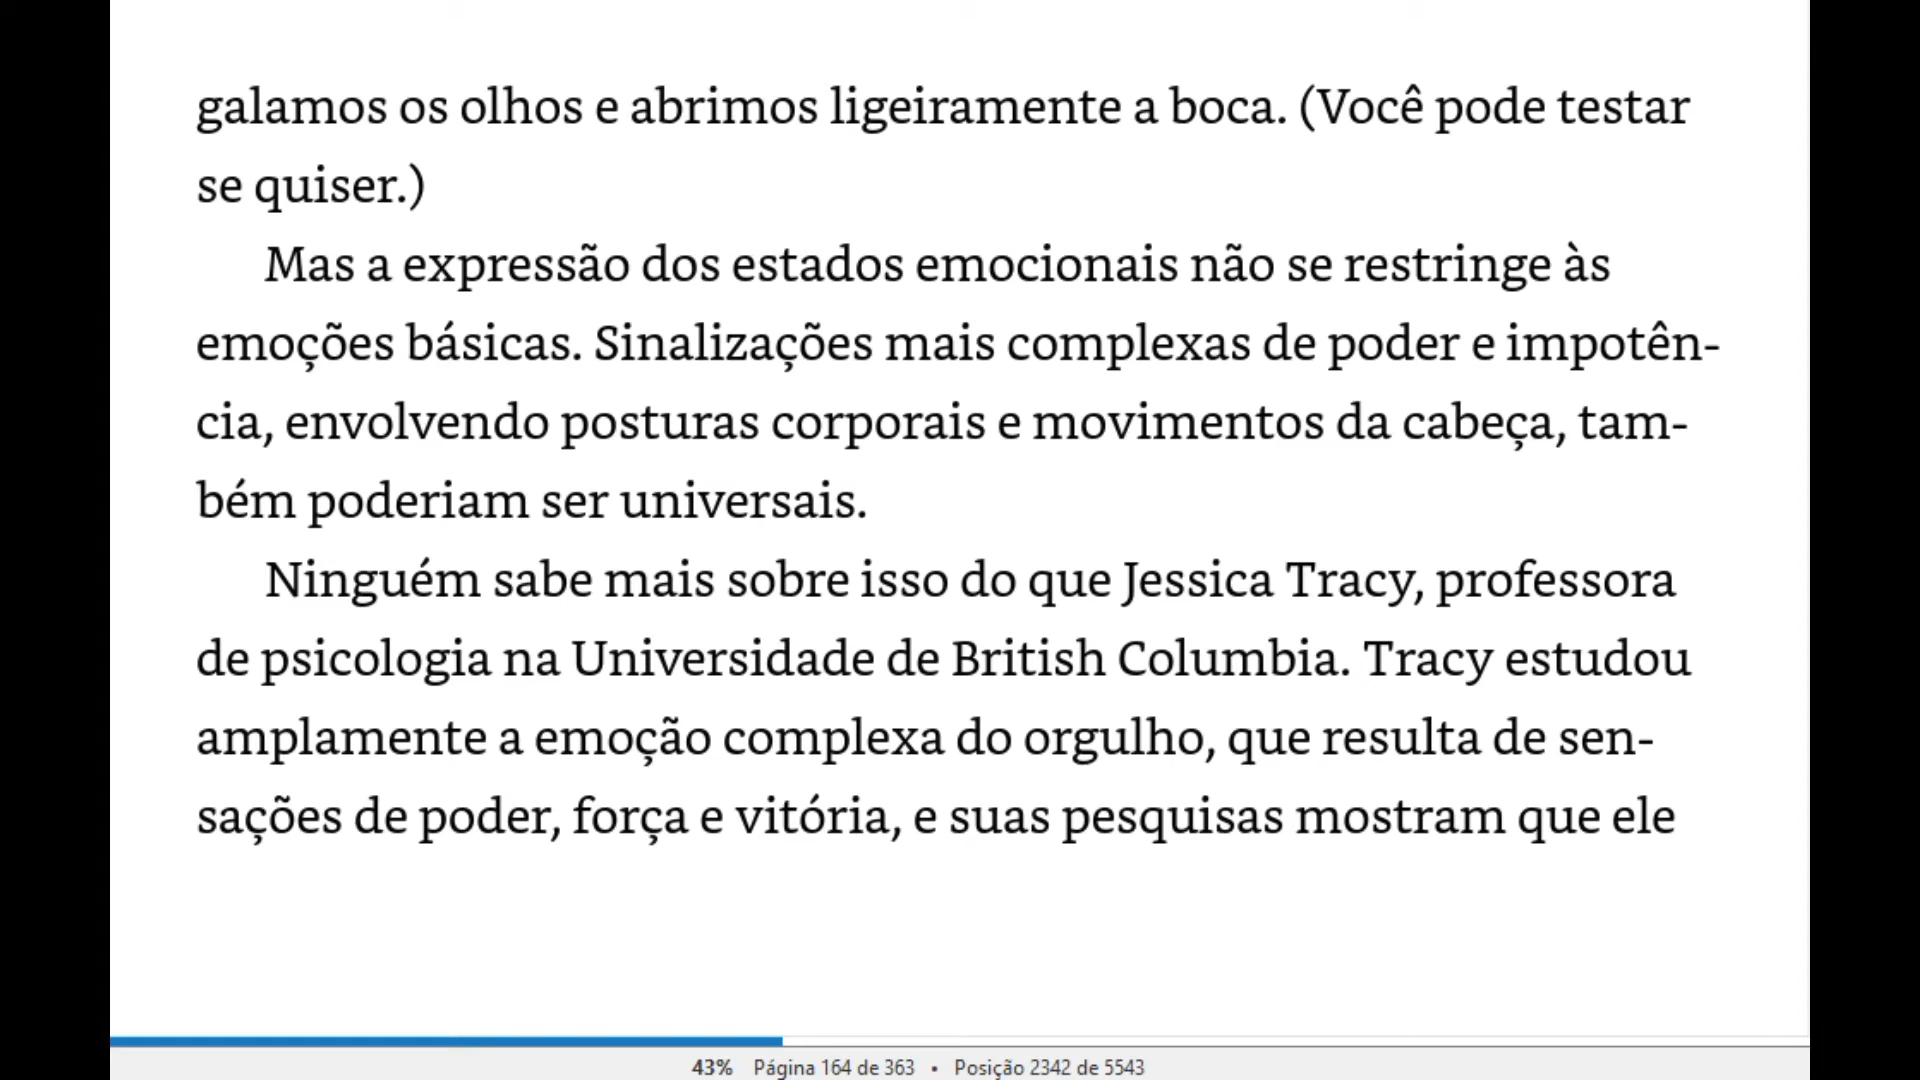 galamos os olhos e abrimos ligeiramente a boca. (Você pode testar
se quiser.)
Mas a expressão dos estados emocionais não se restringe às
emoções básicas. Sinalizações mais complexas de poder e impotên-
cia, envolvendo posturas corporais e movimentos da cabeça, tam-
bém poderiam ser universais.
Ninguém sabe mais sobre isso do que Jessica Tracy, professora
de psicologia na Universidade de British Columbia. Tracy estudou
amplamente a emoção complexa do orgulho, que resulta de sen-
sações de poder, força e vitória, e suas pesquisas mostram que ele
43% Página 164 de 363 • Posição 2342 de 5543